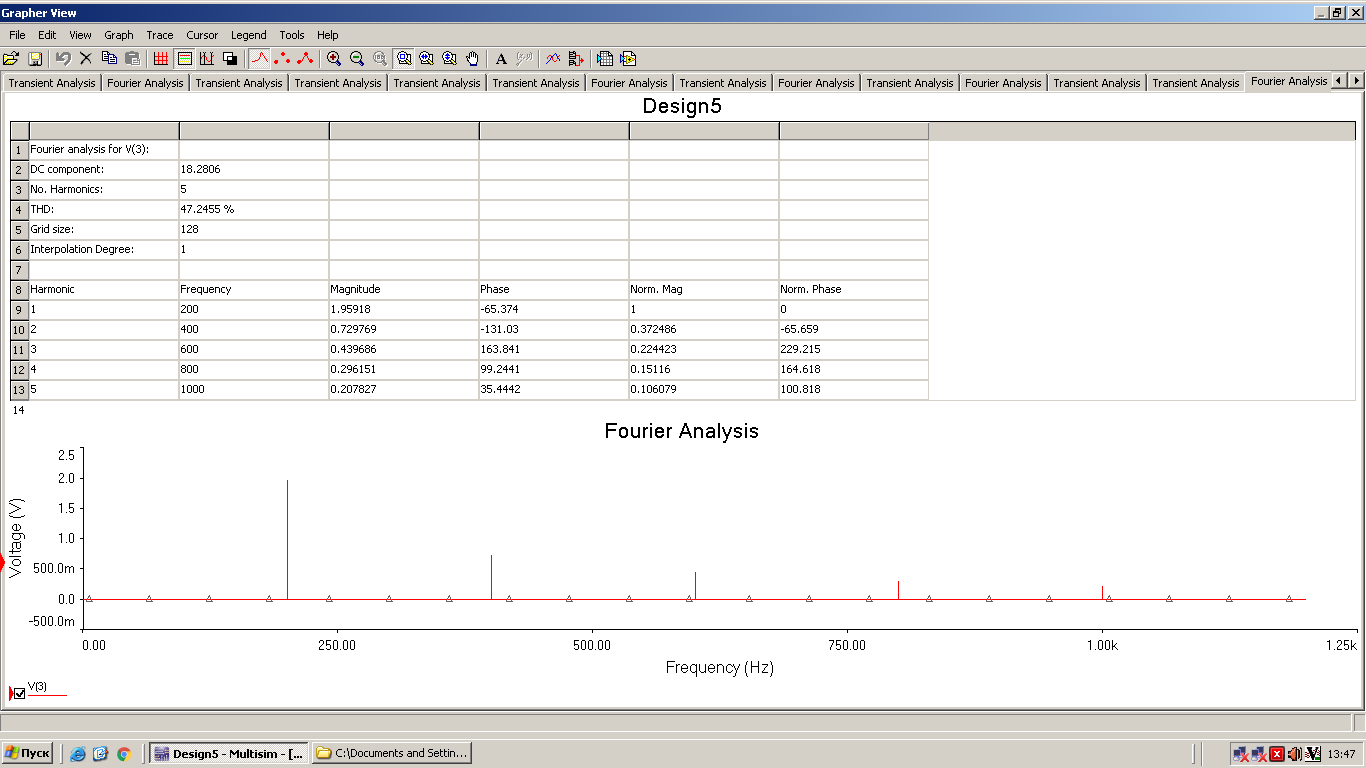 Grapher View
File Edit View Graph Trace Cursor Legend Tools Help
Transient Analysis Fourier Analysis Transient Analysis Transient Analysis Transient Analysis Transient Analysis Fourier Analysis Transient Analysis Fourier Analysis Transient Analysis Fourier Analysis Transient Analysis Transient Analysis Fourier Analysis
Design5
1 Fourier analysis for V(3):
2 DC component: 18.2806
3 No. Harmonics: 5
4 THD: 47.2455 %
5 Grid size: 128
6 Interpolation Degree: 1
7
8 Harmonic Frequency Magnitude Phase Norm. Mag Norm. Phase
9 1 200 1.95918 -65.374 1 0
10 2 400 0.729769 -131.03 0.372486 -65.659
11 3 600 0.439686 163.841 0.224423 229.215
12 4 800 0.296151 99.2441 0.15116 164.618
13 5 1000 0.207827 35.4442 0.106079 100.818
14
Fourier Analysis
Voltage (V)
2.5
2.0
1.5
1.0
500.0m
0.0
-500.0m
0.00 250.00 500.00 750.00 1.00k 1.25k
Frequency (Hz)
V(3)
Пуск Design5 - Multisim - [... C:\Documents and Settin... 13:47